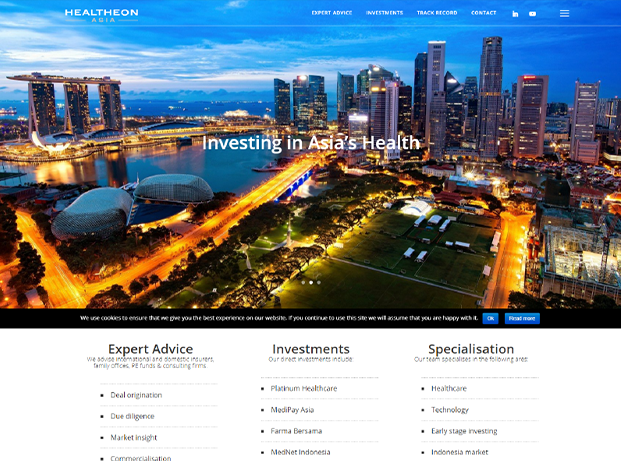 HEALTHEON
ASIA
EXPERT ADVICE INVESTMENTS TRACK RECORD CONTACT
Investing in Asia's Health
We use cookies to ensure that we give you the best experience on our website. If you continue to use this site we will assume that you are happy with it. Ok Read more
Expert Advice
We advise international and domestic insurers,
family offices, PE funds & consulting firms
Deal origination
Due diligence
Market insight
Commercialisation
Investments
Our direct investments include:
Platinum Healthcare
MediPay Asia
Farma Bersama
MedNet Indonesia
Specialisation
Our team specialises in the following area:
Healthcare
Technology
Early stage investing
Indonesia market